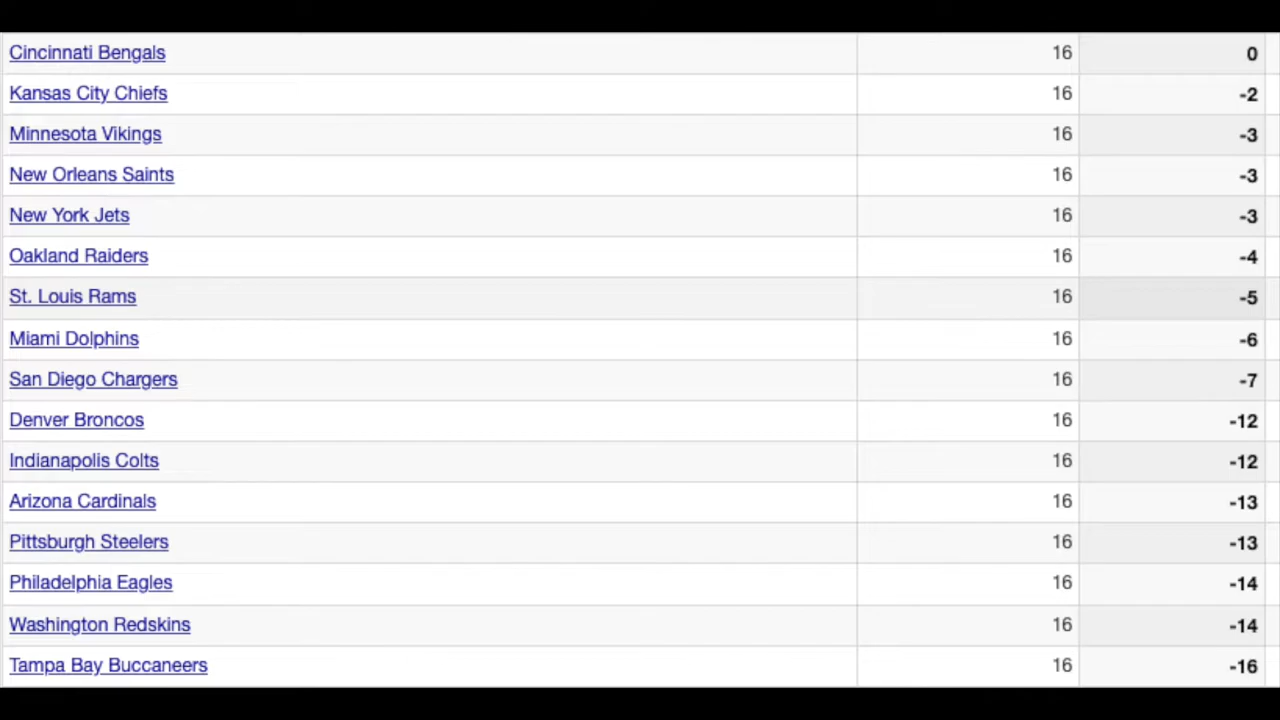 Cincinnati Bengals 16 0
Kansas City Chiefs 16 -2
Minnesota Vikings 16 -3
New Orleans Saints 16 -3
New York Jets 16 -3
Oakland Raiders 16 -4
St. Louis Rams 16 -5
Miami Dolphins 16 -6
San Diego Chargers 16 -7
Denver Broncos 16 -12
Indianapolis Colts 16 -12
Arizona Cardinals 16 -13
Pittsburgh Steelers 16 -13
Philadelphia Eagles 16 -14
Washington Redskins 16 -14
Tampa Bay Buccaneers 16 -16